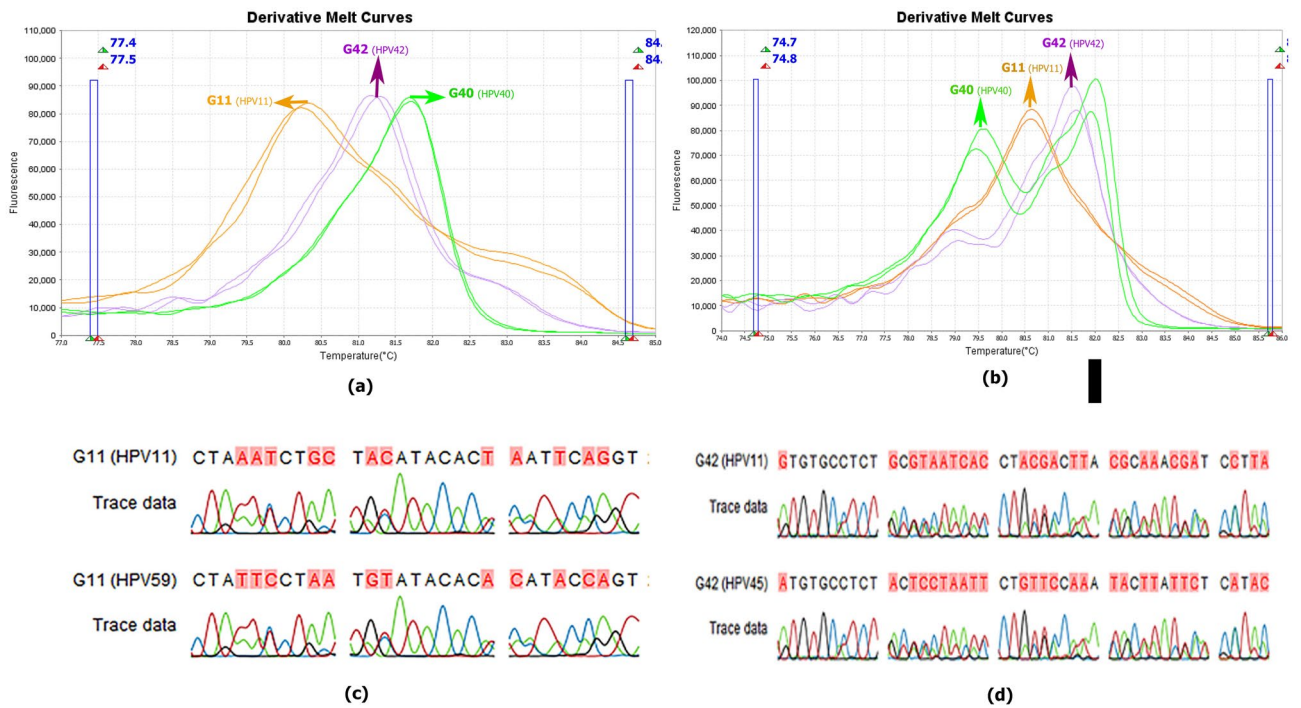 Derivative Melt Curves
110,000
100,000
90,000
80,000
70,000
60,000
50,000
40,000
30,000
20,000
10,000
0
Fluorescence
77.4
77.5
84.
84.
G42 (HPV42)
G11 (HPV11)
G40 (HPV40)
77.0 77.5 78.0 78.5 79.0 79.5 80.0 80.5 81.0 81.5 82.0 82.5 83.0 83.5 84.0 84.5 85.0
Temperature(°C)
(a)
Derivative Melt Curves
120,000
110,000
100,000
90,000
80,000
70,000
60,000
50,000
40,000
30,000
20,000
10,000
0
Fluorescence
74.7
74.8
G42 (HPV42)
G11 (HPV11)
G40 (HPV40)
74.0 74.5 75.0 75.5 76.0 76.5 77.0 77.5 78.0 78.5 79.0 79.5 80.0 80.5 81.0 81.5 82.0 82.5 83.0 83.5 84.0 84.5 85.0 85.5 86.0
Temperature(°C)
(b)
G11 (HPV11) CTAAATCTGC TACATACACT AATTCAGGT
Trace data
G11 (HPV59) CTATTCCTAA TGTATACACA CATACCAGT
Trace data
(c)
G42 (HPV11) GTGTGCCTCT GCGTAATCAC CTACGACTTA CGCAAACGAT CCTTA
Trace data
G42 (HPV45) ATGTGCCTCT ACTCCTAATT CTGTTCCAAA TACTTATTCT CATAC
Trace data
(d)